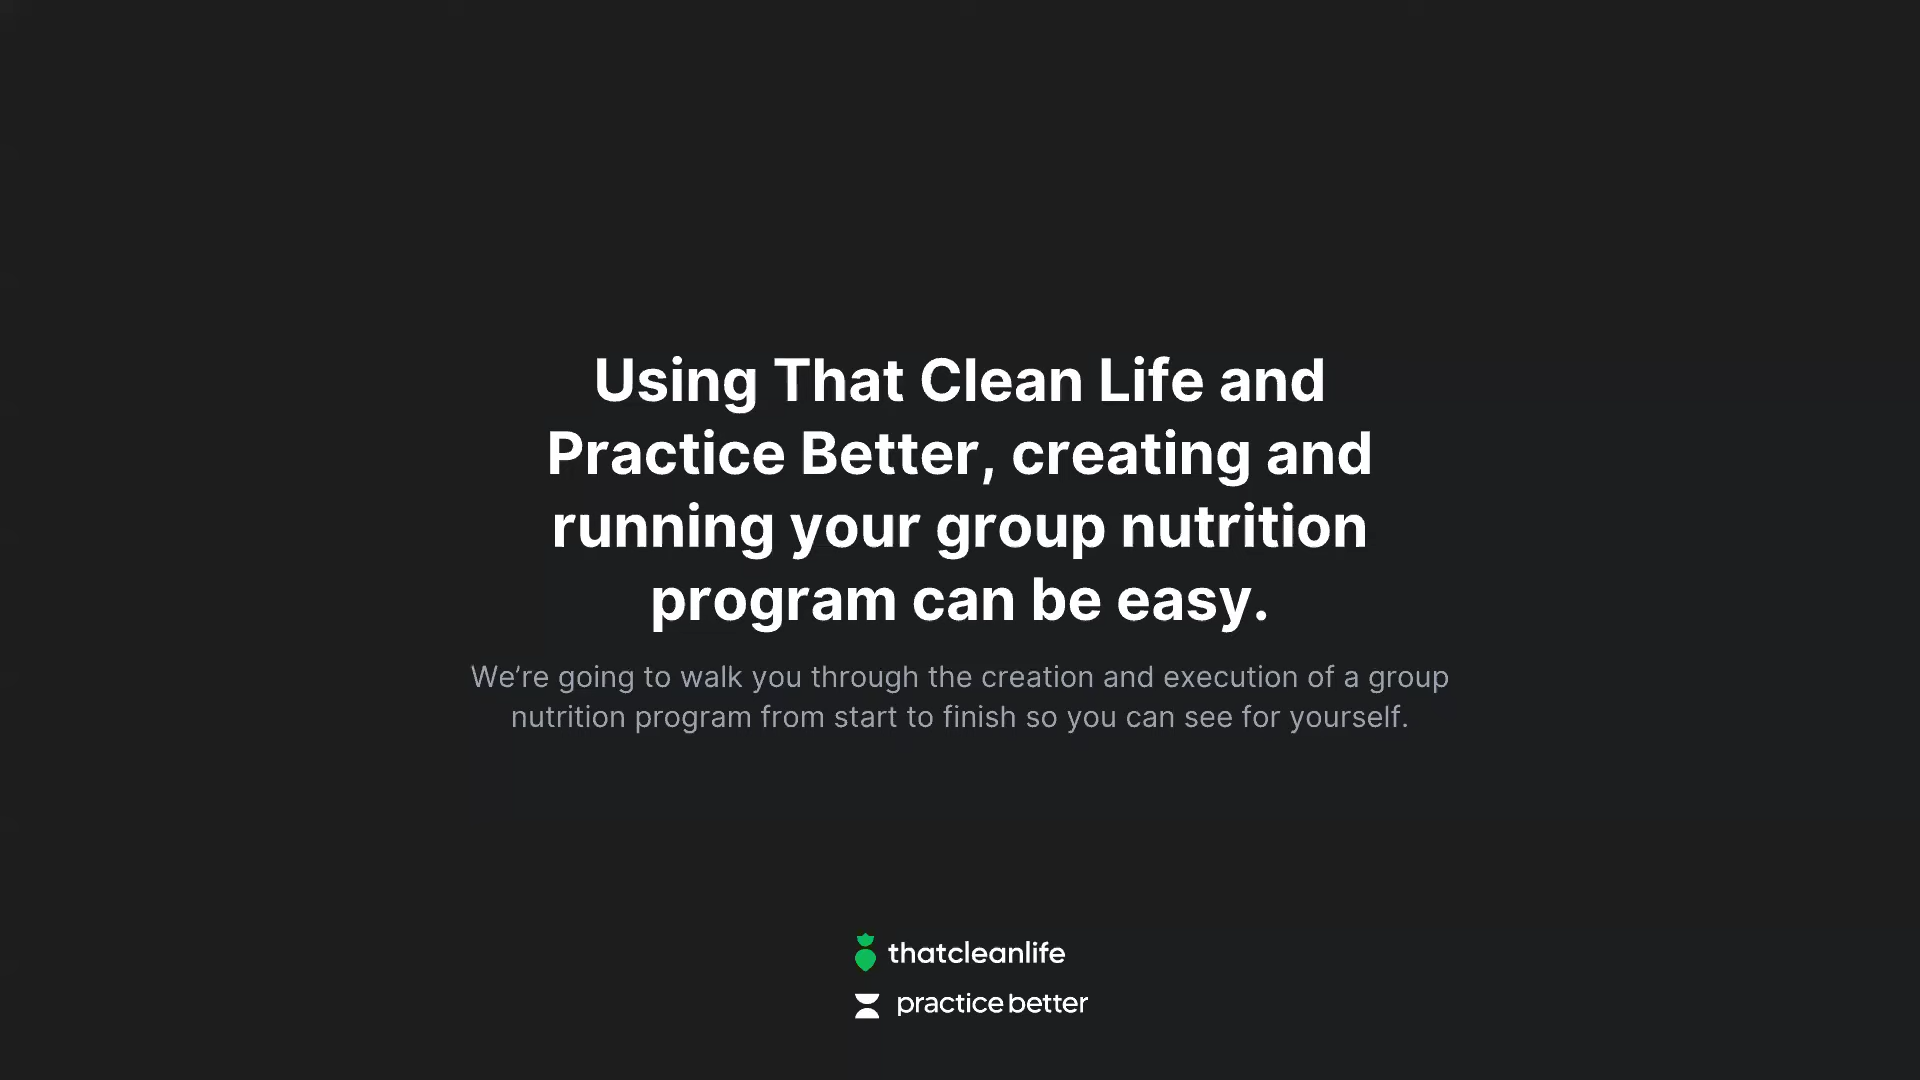 Using That Clean Life and
Practice Better, creating and
running your group nutrition
program can be easy.
We’re going to walk you through the creation and execution of a group
nutrition program from start to finish so you can see for yourself.
thatcleanlife
practice better